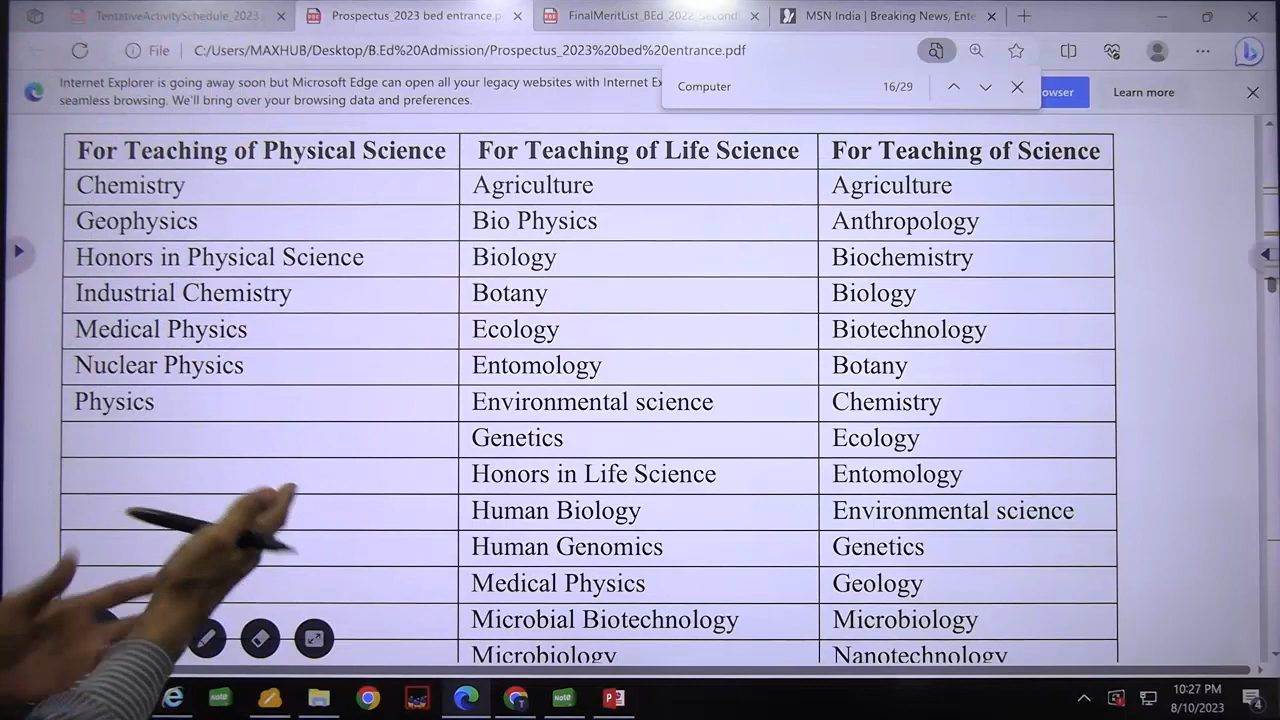 TentativeActivitySchedule_2023
Prospectus_2023 bed entrance.p
FinalMeritList_BEd_2022_Second
MSN India | Breaking News, Ente
File
C:/Users/MAXHUB/Desktop/B.Ed%20Admission/Prospectus_2023%20bed%20entrance.pdf
Internet Explorer is going away soon but Microsoft Edge can open all your legacy websites with Internet Ex
seamless browsing. We'll bring over your browsing data and preferences.
Computer
16/29
owser
Learn more
For Teaching of Physical Science For Teaching of Life Science For Teaching of Science
Chemistry Agriculture Agriculture
Geophysics Bio Physics Anthropology
Honors in Physical Science Biology Biochemistry
Industrial Chemistry Botany Biology
Medical Physics Ecology Biotechnology
Nuclear Physics Entomology Botany
Physics Environmental science Chemistry
Genetics Ecology
Honors in Life Science Entomology
Human Biology Environmental science
Human Genomics Genetics
Medical Physics Geology
Microbial Biotechnology Microbiology
Microbiology Nanotechnology
note
note
10:27 PM
8/10/2023
4